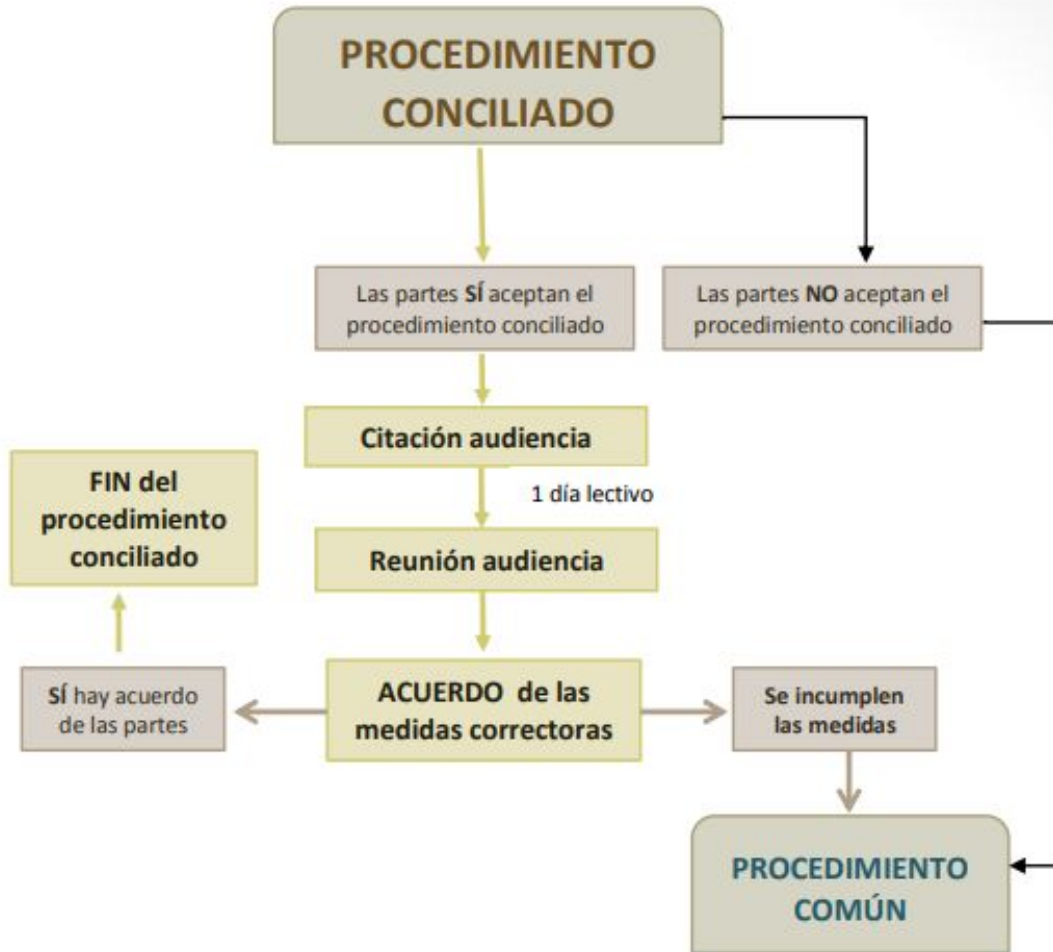 PROCEDIMIENTO
CONCILIADO
Las partes SÍ aceptan el
procedimiento conciliado
Las partes NO aceptan el
procedimiento conciliado
Citación audiencia
1 día lectivo
Reunión audiencia
FIN del
procedimiento
conciliado
SÍ hay acuerdo
de las partes
ACUERDO de las
medidas correctoras
Se incumplen
las medidas
PROCEDIMIENTO
COMÚN